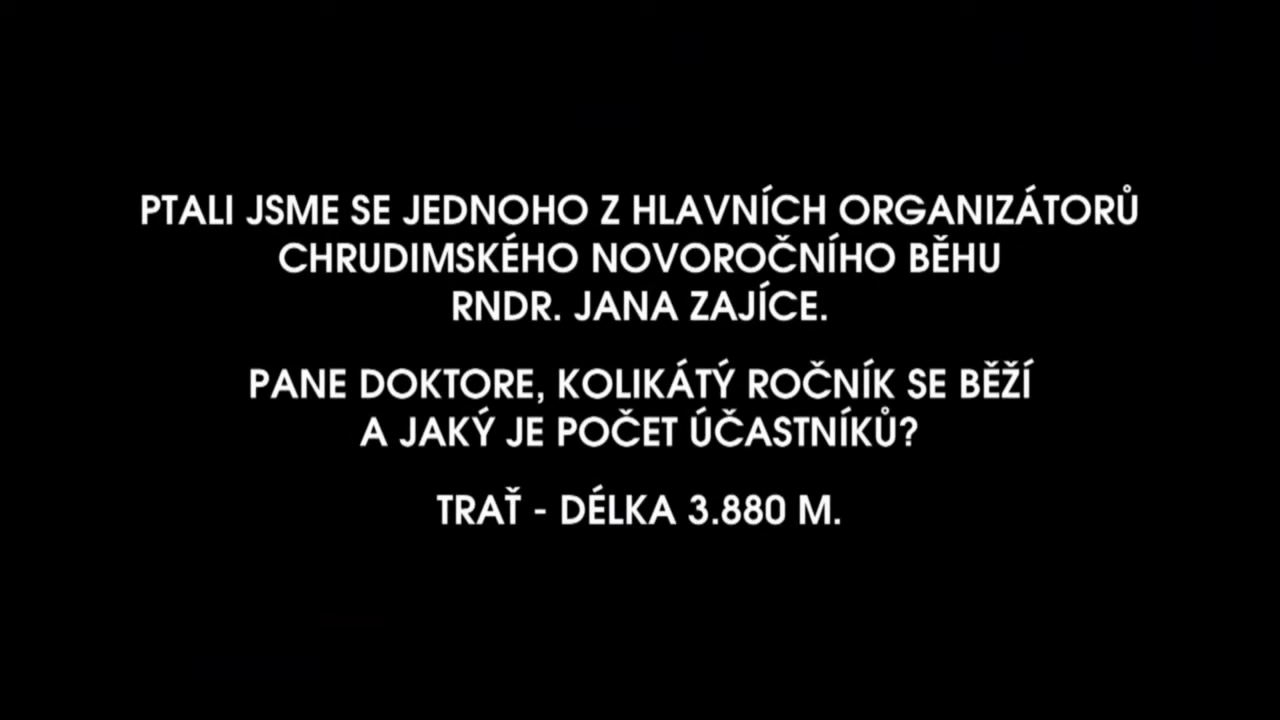 PTALI JSME SE JEDNOHO Z HLAVNÍCH ORGANIZÁTORŮ
CHRUDIMSKÉHO NOVOROČNÍHO BĚHU
RNDR. JANA ZAJÍCE.
PANE DOKTORE, KOLIKÁTÝ ROČNÍK SE BĚŽÍ
A JAKÝ JE POČET ÚČASTNÍKŮ?
TRAŤ - DÉLKA 3.880 M.